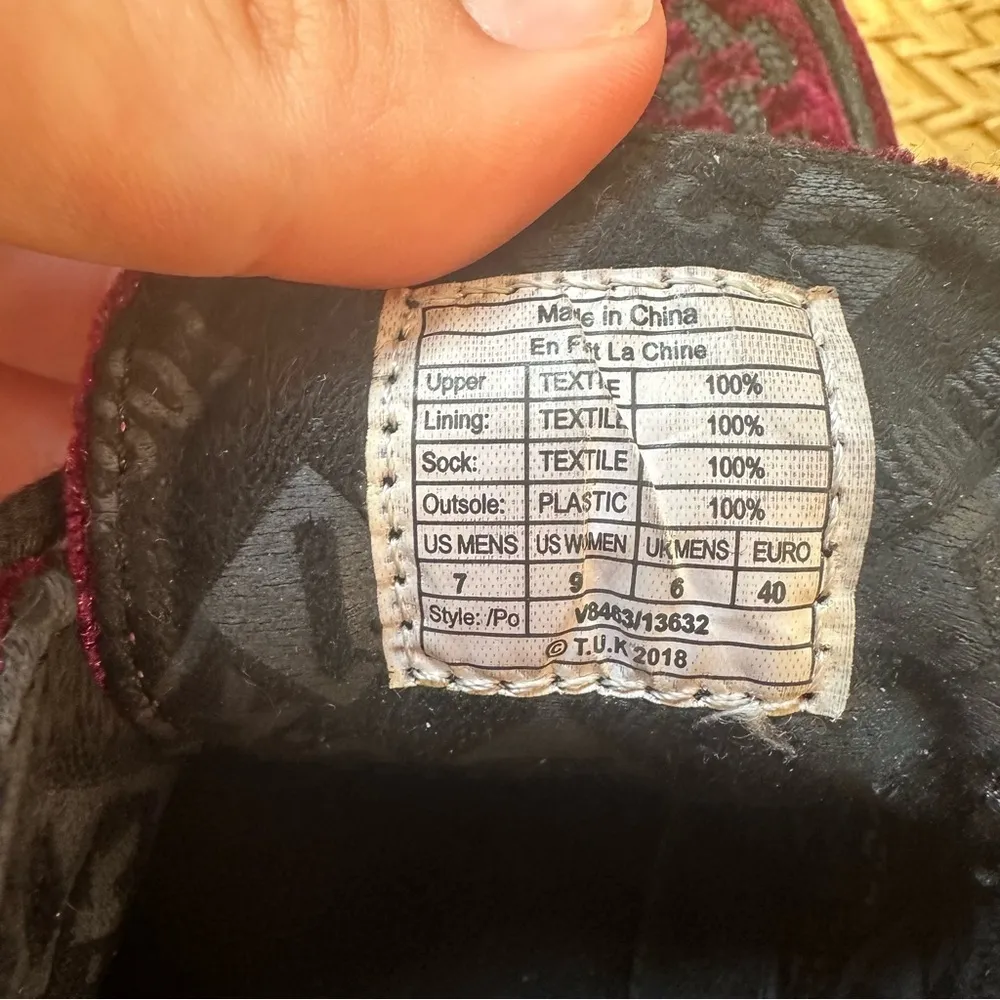 Made in China
En Fait La Chine
Upper TEXTILE 100%
Lining: TEXTILE 100%
Sock: TEXTILE 100%
Outsole: PLASTIC 100%
US MENS US WOMEN UK MENS EURO
7 9 6 40
Style: /Po V8463/13632
© T.U.K 2018